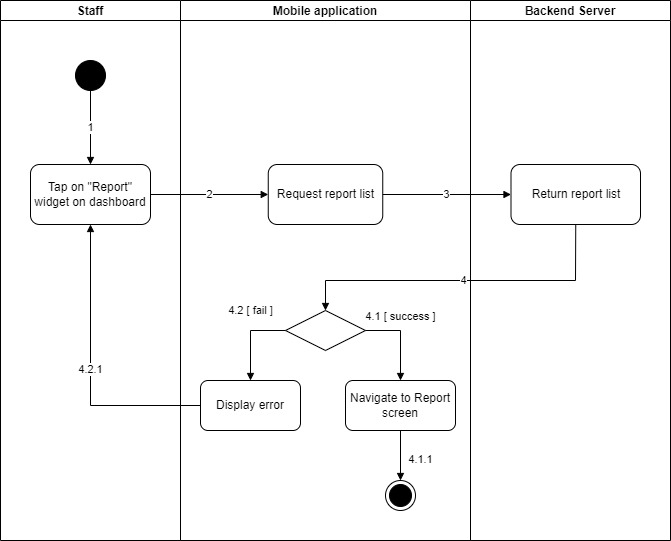 Staff
Mobile application
Backend Server
1
Tap on "Report"
widget on dashboard
2
Request report list
3
Return report list
4
4.2 [ fail ]
4.1 [ success ]
4.2.1
Display error
Navigate to Report
screen
4.1.1